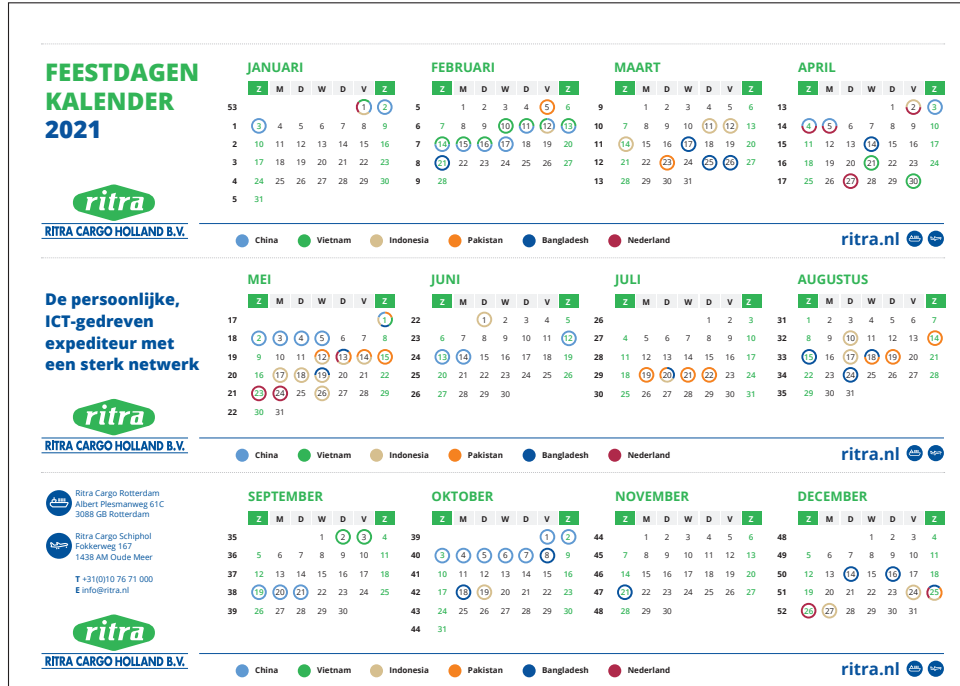 FEESTDAGEN
KALENDER
2021
ritra
RITRA CARGO HOLLAND B.V.
JANUARI
Z M D W D V Z
53 1 2
1 3 4 5 6 7 8 9
2 10 11 12 13 14 15 16
3 17 18 19 20 21 22 23
4 24 25 26 27 28 29 30
5 31
FEBRUARI
Z M D W D V Z
5 1 2 3 4 5 6
6 7 8 9 10 11 12 13
7 14 15 16 17 18 19 20
8 21 22 23 24 25 26 27
9 28
MAART
Z M D W D V Z
9 1 2 3 4 5 6
10 7 8 9 10 11 12 13
11 14 15 16 17 18 19 20
12 21 22 23 24 25 26 27
13 28 29 30 31
APRIL
Z M D W D V Z
13 1 2 3
14 4 5 6 7 8 9 10
15 11 12 13 14 15 16 17
16 18 19 20 21 22 23 24
17 25 26 27 28 29 30
China Vietnam Indonesia Pakistan Bangladesh Nederland
ritra.nl
De persoonlijke,
ICT-gedreven
expediteur met
een sterk netwerk
ritra
RITRA CARGO HOLLAND B.V.
MEI
Z M D W D V Z
17 1
18 2 3 4 5 6 7 8
19 9 10 11 12 13 14 15
20 16 17 18 19 20 21 22
21 23 24 25 26 27 28 29
22 30 31
JUNI
Z M D W D V Z
22 1 2 3 4 5
23 6 7 8 9 10 11 12
24 13 14 15 16 17 18 19
25 20 21 22 23 24 25 26
26 27 28 29 30
JULI
Z M D W D V Z
26 1 2 3
27 4 5 6 7 8 9 10
28 11 12 13 14 15 16 17
29 18 19 20 21 22 23 24
30 25 26 27 28 29 30 31
AUGUSTUS
Z M D W D V Z
31 1 2 3 4 5 6 7
32 8 9 10 11 12 13 14
33 15 16 17 18 19 20 21
34 22 23 24 25 26 27 28
35 29 30 31
China Vietnam Indonesia Pakistan Bangladesh Nederland
ritra.nl
Ritra Cargo Rotterdam
Albert Plesmanweg 61C
3088 GB Rotterdam
Ritra Cargo Schiphol
Fokkerweg 167
1438 AM Oude Meer
T +31(0)10 76 71 000
E info@ritra.nl
ritra
RITRA CARGO HOLLAND B.V.
SEPTEMBER
Z M D W D V Z
35 1 2 3 4
36 5 6 7 8 9 10 11
37 12 13 14 15 16 17 18
38 19 20 21 22 23 24 25
39 26 27 28 29 30
OKTOBER
Z M D W D V Z
39 1 2
40 3 4 5 6 7 8 9
41 10 11 12 13 14 15 16
42 17 18 19 20 21 22 23
43 24 25 26 27 28 29 30
44 31
NOVEMBER
Z M D W D V Z
44 1 2 3 4 5 6
45 7 8 9 10 11 12 13
46 14 15 16 17 18 19 20
47 21 22 23 24 25 26 27
48 28 29 30
DECEMBER
Z M D W D V Z
48 1 2 3 4
49 5 6 7 8 9 10 11
50 12 13 14 15 16 17 18
51 19 20 21 22 23 24 25
52 26 27 28 29 30 31
China Vietnam Indonesia Pakistan Bangladesh Nederland
ritra.nl